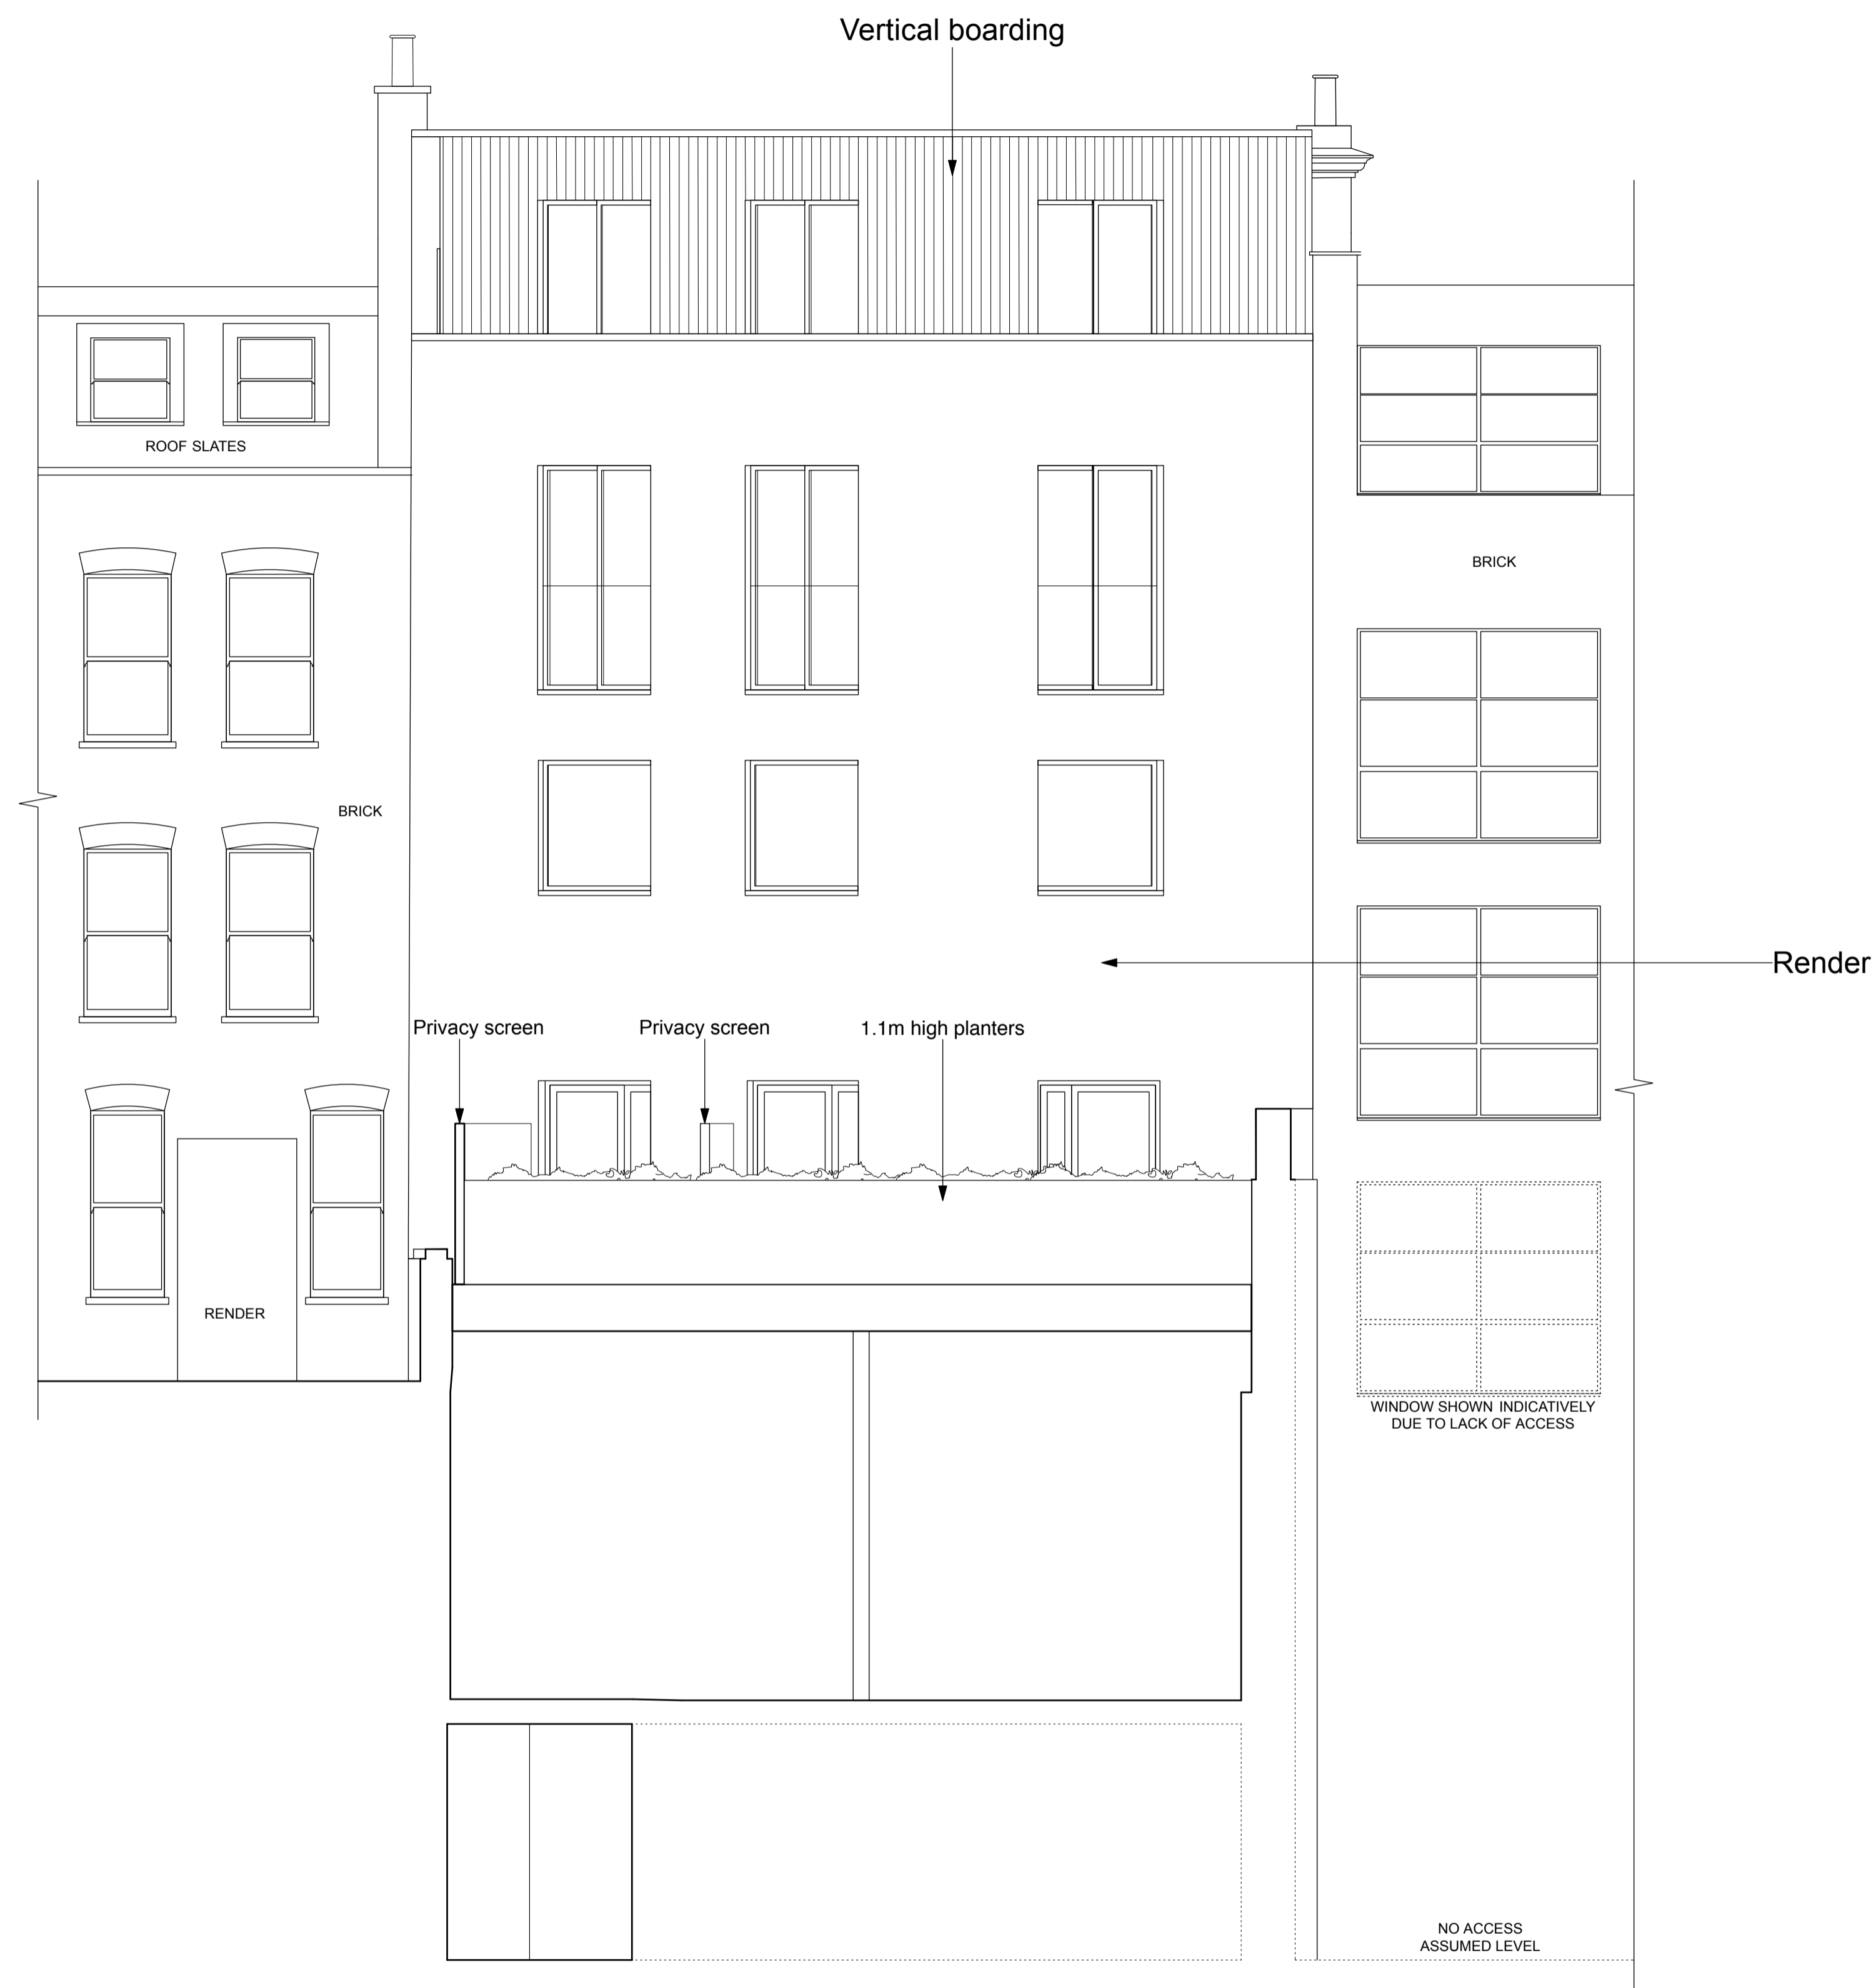 Vertical boarding
ROOF SLATES
BRICK
BRICK
Render
Privacy screen
Privacy screen
1.1m high planters
RENDER
WINDOW SHOWN INDICATIVELY
DUE TO LACK OF ACCESS
NO ACCESS
ASSUMED LEVEL